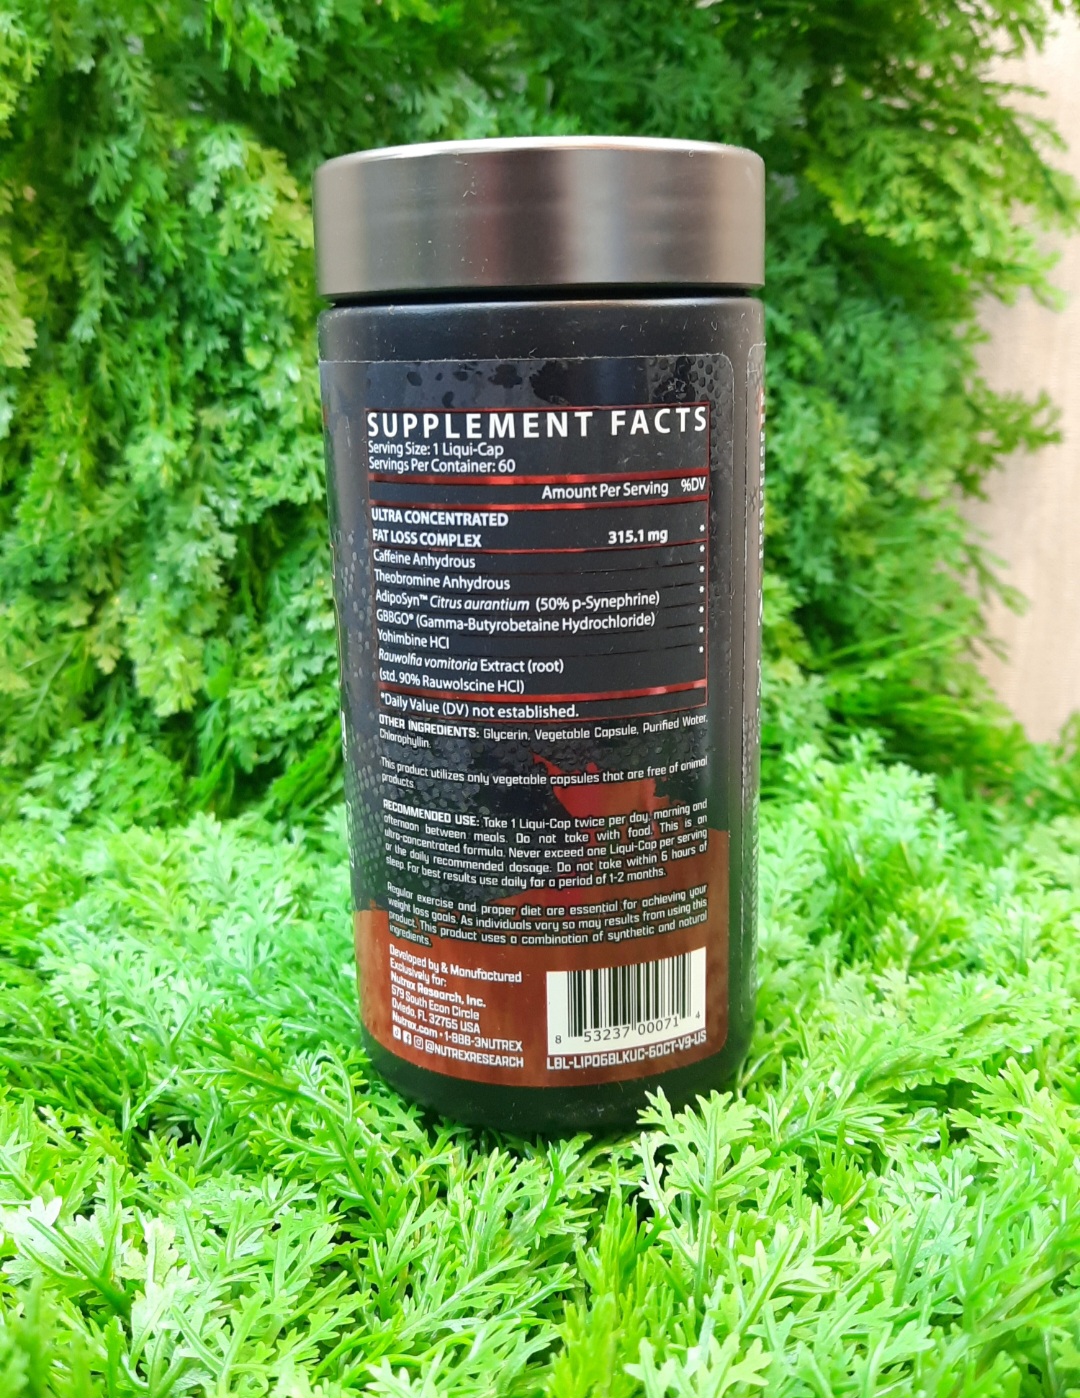 SUPPLEMENT FACTS
Serving Size: 1 Liqui-Cap
Servings Per Container: 60
Amount Per Serving %DV
ULTRA CONCENTRATED
FAT LOSS COMPLEX 315.1 mg *
Caffeine Anhydrous *
Theobromine Anhydrous *
AdipoSyn™ Citrus aurantium (50% p-Synephrine) *
GBBGO® (Gamma-Butyrobetaine Hydrochloride) *
Yohimbine HCl *
Rauwolfia vomitoria Extract (root) *
(std. 90% Rauwolscine HCl)
*Daily Value (DV) not established.
OTHER INGREDIENTS: Glycerin, Vegetable Capsule, Purified Water,
Chlorophyllin.
This product utilizes only vegetable capsules that are free of animal
products.
RECOMMENDED USE: Take 1 Liqui-Cap twice per day, morning and
afternoon between meals. Do not take with food. This is an
ultra-concentrated formula. Never exceed one Liqui-Cap per serving
or the daily recommended dosage. Do not take within 6 hours of
sleep. For best results use daily for a period of 1-2 months.
Regular exercise and proper diet are essential for achieving your
weight loss goals. As individuals vary so may results from using this
product. This product uses a combination of synthetic and natural
ingredients.
Developed by & Manufactured
Exclusively for:
Nutrex Research, Inc.
579 South Econ Circle
Oviedo, FL 32765 USA
Nutrex.com • 1-888-3NUTREX
@NUTREXRESEARCH
8 53237 00071 4
LBL-LIPO6BLKUC-60CT-V9-US